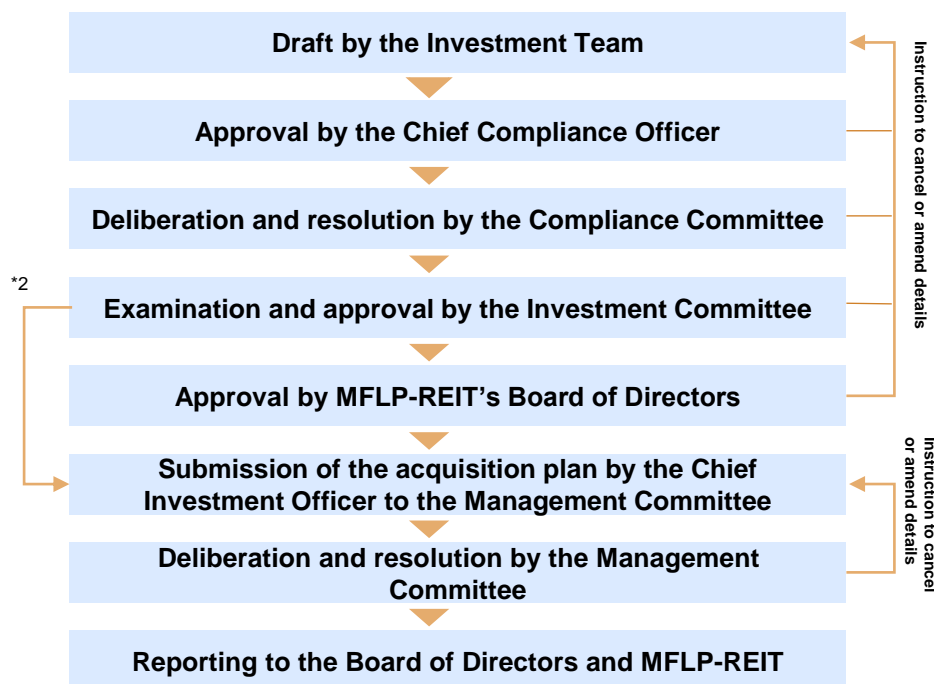 Draft by the Investment Team
Approval by the Chief Compliance Officer
Deliberation and resolution by the Compliance Committee
*2
Examination and approval by the Investment Committee
Approval by MFLP-REIT’s Board of Directors
Submission of the acquisition plan by the Chief
Investment Officer to the Management Committee
Deliberation and resolution by the Management
Committee
Reporting to the Board of Directors and MFLP-REIT
Instruction to cancel or amend details
Instruction to cancel
or amend details